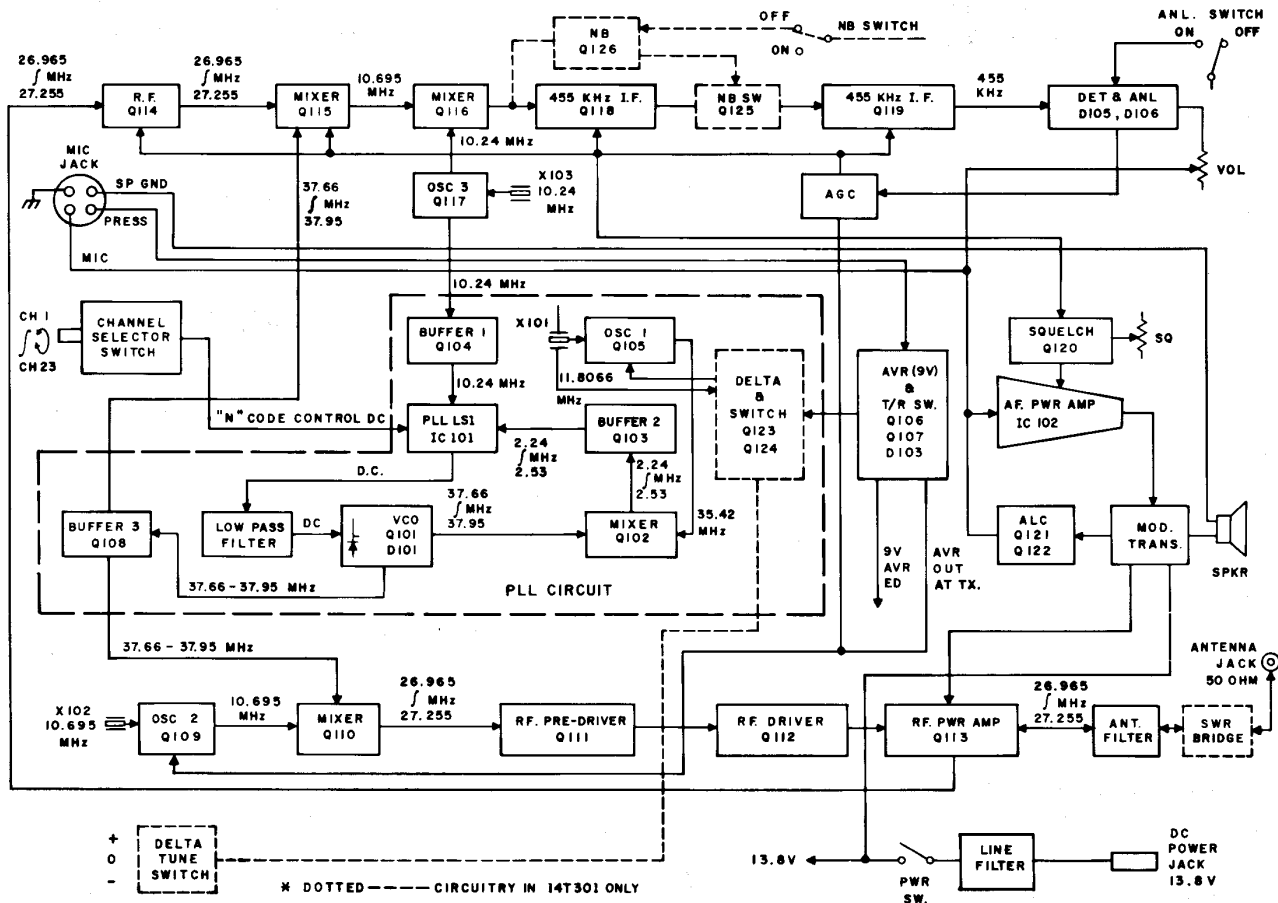 OFF
NB SWITCH
ON
ANL. SWITCH
ON
OFF
NB
Q126
26.965
∫ MHz
27.255
R.F.
Q114
26.965
∫ MHz
27.255
MIXER
Q115
10.695
MHz
MIXER
Q116
455 KHz I.F.
Q118
NB SW
Q125
455 KHz I.F.
Q119
455
KHz
DET & ANL
D105, D106
VOL
10.24 MHz
MIC
JACK
SP GND
PRESS
MIC
37.66
∫ MHz
37.95
OSC 3
Q117
X103
10.24
MHz
AGC
10.24 MHz
CH 1
∫
CH23
CHANNEL
SELECTOR
SWITCH
BUFFER 1
Q104
X101
OSC 1
Q105
11.8066
MHz
DELTA
&
SWITCH
Q123
Q124
AVR (9V)
&
T/R SW.
Q106
Q107
D103
SQUELCH
Q120
SQ
AF. PWR AMP
IC 102
10.24 MHz
"N" CODE CONTROL DC
PLL LSI
IC 101
BUFFER 2
Q103
2.24
∫ MHz
2.53
2.24
∫ MHz
2.53
D.C.
BUFFER 3
Q108
LOW PASS
FILTER
DC
VCO
Q101
D101
37.66
∫ MHz
37.95
MIXER
Q102
35.42
MHz
ALC
Q121
Q122
MOD.
TRANS.
SPKR
9V
AVR
ED
AVR
OUT
AT TX.
37.66 - 37.95 MHz
PLL CIRCUIT
37.66 - 37.95 MHz
ANTENNA
JACK
50 OHM
X102
10.695
MHz
OSC 2
Q109
10.695
MHz
MIXER
Q110
26.965
∫ MHz
27.255
RF. PRE-DRIVER
Q111
RF. DRIVER
Q112
RF. PWR AMP
Q113
26.965
∫ MHz
27.255
ANT.
FILTER
SWR
BRIDGE
+
0
-
DELTA
TUNE
SWITCH
* DOTTED ----- CIRCUITRY IN 14T301 ONLY
13.8V
PWR
SW.
LINE
FILTER
DC
POWER
JACK
13.8V